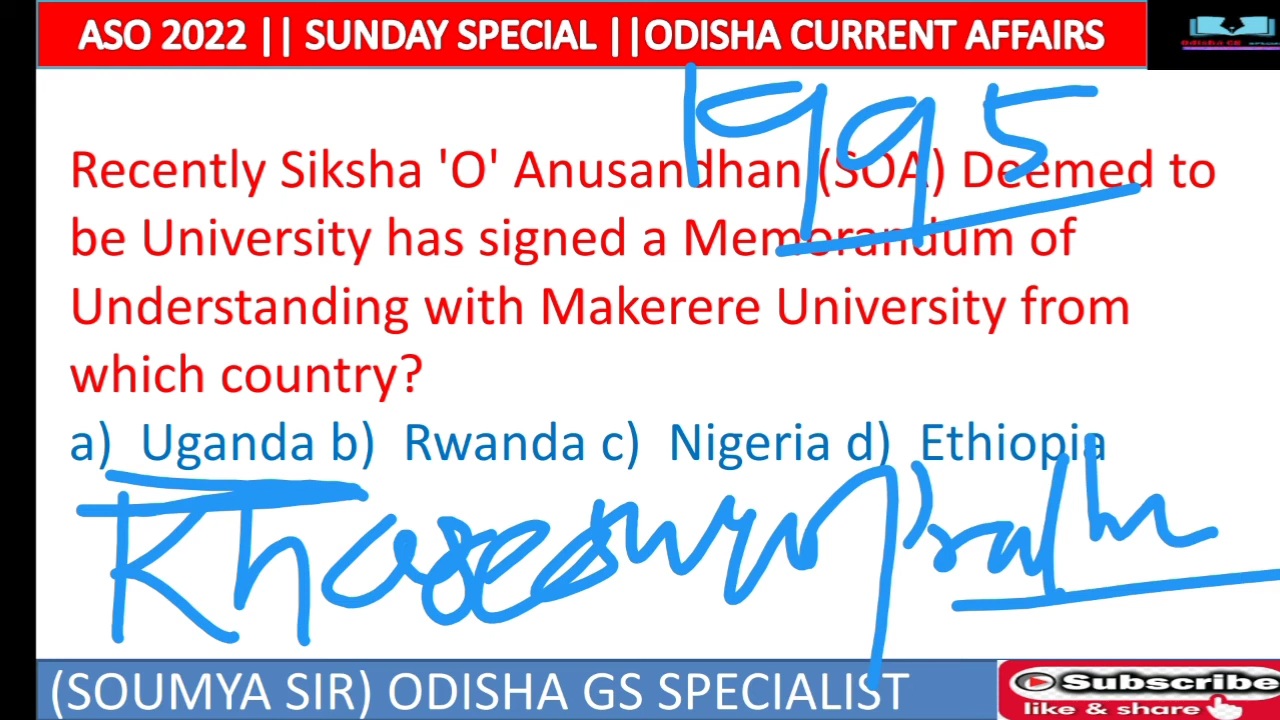 ASO 2022 || SUNDAY SPECIAL ||ODISHA CURRENT AFFAIRS
1995
Recently Siksha 'O' Anusandhan (SOA) Deemed to
be University has signed a Memorandum of
Understanding with Makerere University from
which country?
a) Uganda b) Rwanda c) Nigeria d) Ethiopia
(SOUMYA SIR) ODISHA GS SPECIALIST
Subscribe
like & share